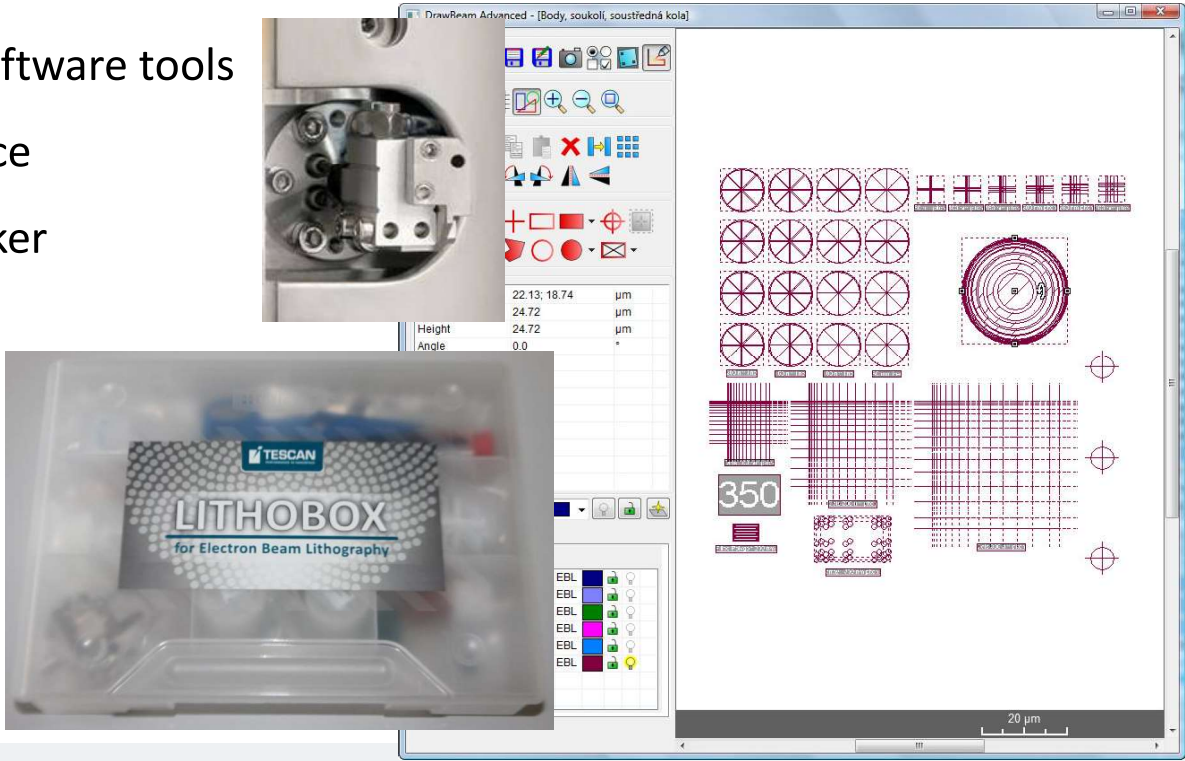 ftware tools
ce
ker
DrawBeam Advanced - [Body, soukolí, soustředná kola]
22.13; 18.74 µm
24.72 µm
Height 24.72 µm
Angle 0.0 °
TESCAN
LITHOBOX
for Electron Beam Lithography
350
EBL
EBL
EBL
EBL
EBL
EBL
20 µm